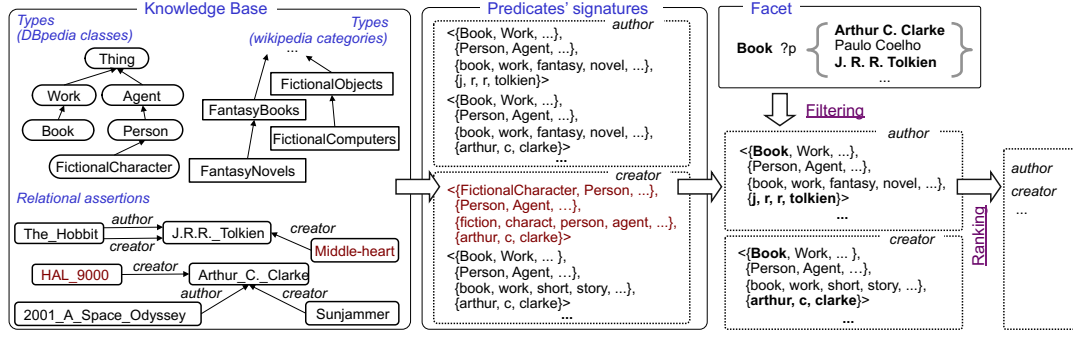 Knowledge Base
Types
(DBpedia classes)
Types
(wikipedia categories)
Thing
Work
Agent
Book
Person
FictionalCharacter
...
FictionalObjects
FantasyBooks
FictionalComputers
FantasyNovels
Relational assertions
The_Hobbit
author
creator
J.R.R._Tolkien
creator
Middle-heart
HAL_9000
creator
Arthur_C._Clarke
author
creator
2001_A_Space_Odyssey
Sunjammer
Predicates' signatures
author
<{Book, Work, ...},
{Person, Agent, ...},
{book, work, fantasy, novel, ...},
{j, r, r, tolkien}>
<{Book, Work, ...},
{Person, Agent, ...},
{book, work, fantasy, novel, ...},
{arthur, c, clarke}>
...
creator
<{FictionalCharacter, Person, ...},
{Person, Agent, ...},
{fiction, charact, person, agent, ...},
{arthur, c, clarke}>
<{Book, Work, ... },
{Person, Agent, ...},
{book, work, short, story, ...},
{arthur, c, clarke}>
...
Facet
Book ?p
Arthur C. Clarke
Paulo Coelho
J. R. R. Tolkien
...
Filtering
author
<{Book, Work, ...},
{Person, Agent, ...},
{book, work, fantasy, novel, ...},
{j, r, r, tolkien}>
...
creator
<{Book, Work, ... },
{Person, Agent, ...},
{book, work, short, story, ...},
{arthur, c, clarke}>
...
Ranking
author
creator
...